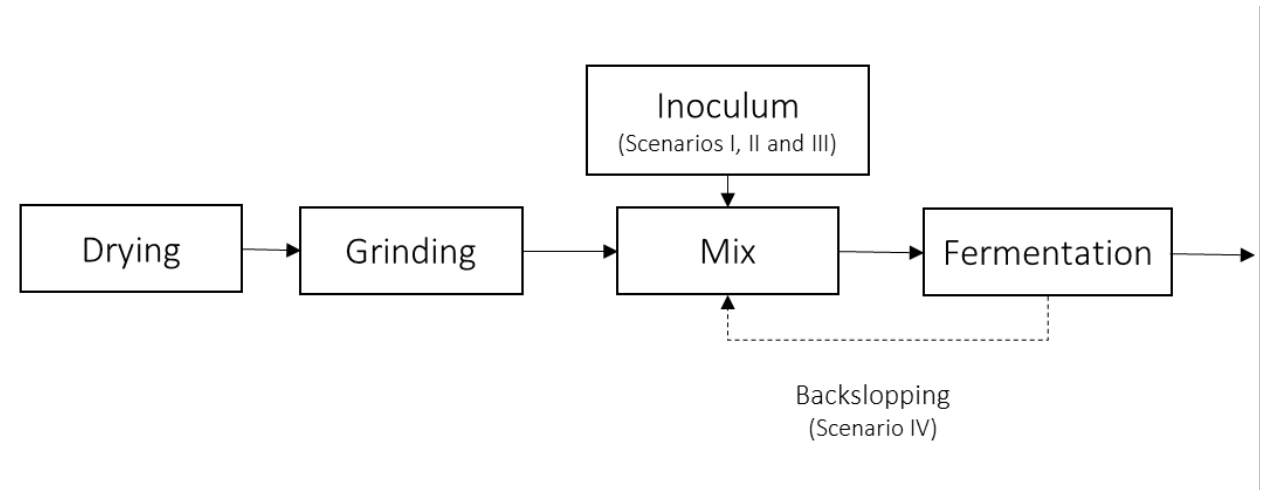 Inoculum
(Scenarios I, II and III)
Drying
Grinding
Mix
Fermentation
Backslopping
(Scenario IV)